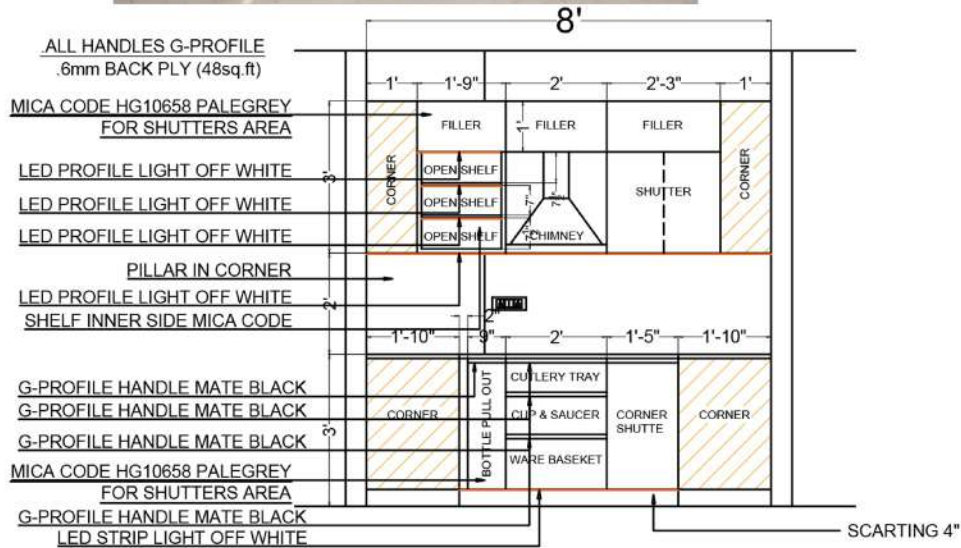 8'
ALL HANDLES G-PROFILE
.6mm BACK PLY (48sq.ft)
1' 1'-9" 2' 2'-3" 1'
MICA CODE HG10658 PALEGREY
FOR SHUTTERS AREA
FILLER FILLER FILLER
1"
LED PROFILE LIGHT OFF WHITE
OPEN SHELF
CORNER
3'
SHUTTER
CORNER
LED PROFILE LIGHT OFF WHITE
OPEN SHELF
7"
7½"
LED PROFILE LIGHT OFF WHITE
OPEN SHELF
CHIMNEY
PILLAR IN CORNER
LED PROFILE LIGHT OFF WHITE
2'
SHELF INNER SIDE MICA CODE
2"
1'-10" 9" 2' 1'-5" 1'-10"
G-PROFILE HANDLE MATE BLACK
CUTLERY TRAY
G-PROFILE HANDLE MATE BLACK
CORNER
BOTTLE PULL OUT
CUP & SAUCER
CORNER
SHUTTE
CORNER
3'
G-PROFILE HANDLE MATE BLACK
WARE BASEKET
MICA CODE HG10658 PALEGREY
FOR SHUTTERS AREA
G-PROFILE HANDLE MATE BLACK
LED STRIP LIGHT OFF WHITE
SCARTING 4"